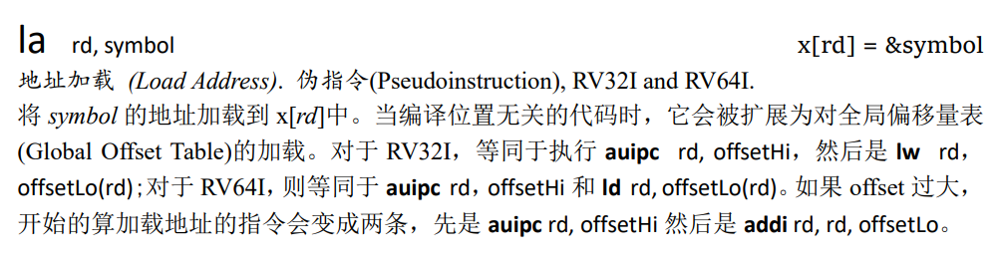 la rd, symbol x[rd] = &symbol
地址加载 (Load Address). 伪指令(Pseudoinstruction), RV32I and RV64I.
将 symbol 的地址加载到 x[rd]中。当编译位置无关的代码时，它会被扩展为对全局偏移量表
(Global Offset Table)的加载。对于 RV32I，等同于执行 auipc rd, offsetHi，然后是 lw rd,
offsetLo(rd)；对于 RV64I，则等同于 auipc rd, offsetHi 和 ld rd, offsetLo(rd)。如果 offset 过大，
开始的算加载地址的指令会变成两条，先是 auipc rd, offsetHi 然后是 addi rd, rd, offsetLo。